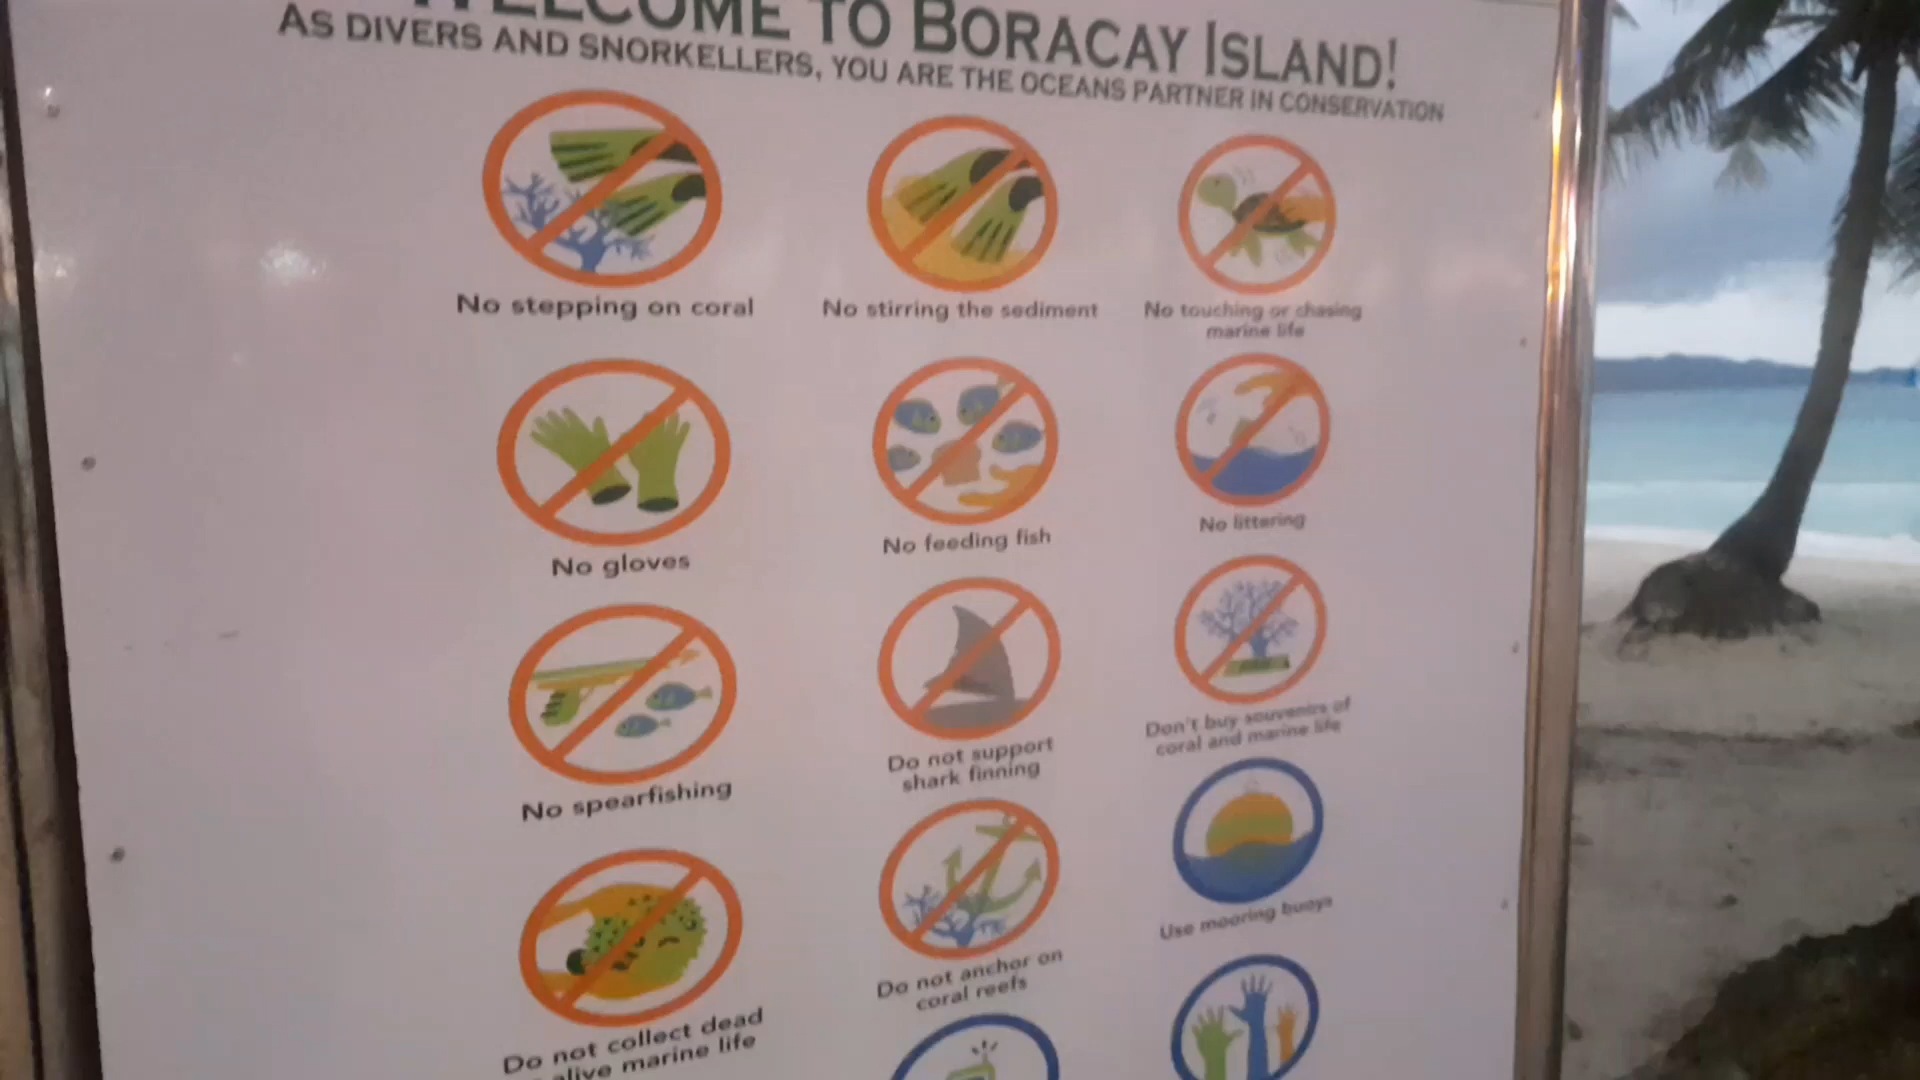 WELCOME TO BORACAY ISLAND!
AS DIVERS AND SNORKELLERS, YOU ARE THE OCEANS PARTNER IN CONSERVATION
No stepping on coral
No stirring the sediment
No touching or chasing
marine life
No gloves
No feeding fish
No littering
No spearfishing
Do not support
shark finning
Don't buy souvenirs of
coral and marine life
Do not collect dead
alive marine life
Do not anchor on
coral reefs
Use mooring buoys